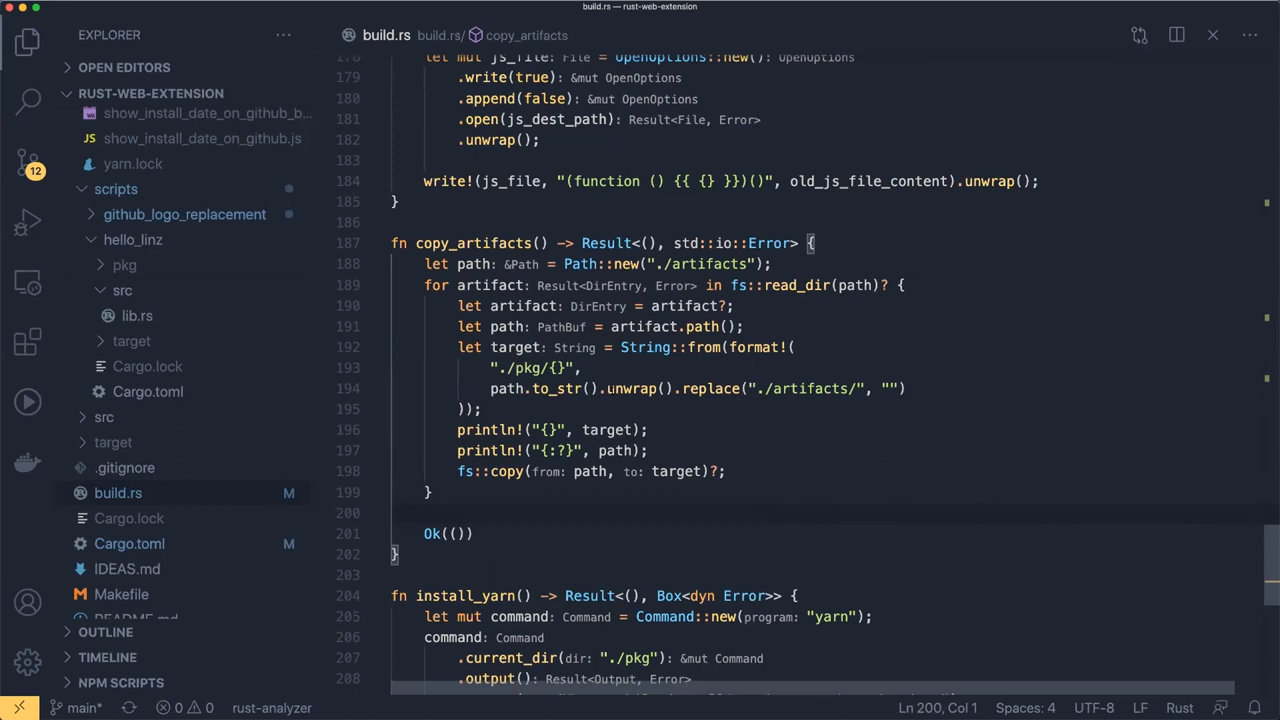 build.rs — rust-web-extension
EXPLORER
build.rs build.rs/ copy_artifacts
OPEN EDITORS
RUST-WEB-EXTENSION
show_install_date_on_github_b...
JS show_install_date_on_github.js
yarn.lock
12
scripts
github_logo_replacement
hello_linz
pkg
src
lib.rs
target
Cargo.lock
Cargo.toml
src
target
.gitignore
build.rs M
Cargo.lock
Cargo.toml M
IDEAS.md
Makefile
README.md
OUTLINE
TIMELINE
NPM SCRIPTS
178 let mut js_file: File = OpenOptions::new(): OpenOptions
179 .write(true): &mut OpenOptions
180 .append(false): &mut OpenOptions
181 .open(js_dest_path): Result<File, Error>
182 .unwrap();
183
184 write!(js_file, "(function () {{ {} }})()", old_js_file_content).unwrap();
185 }
186
187 fn copy_artifacts() -> Result<(), std::io::Error> {
188 let path: &Path = Path::new("./artifacts");
189 for artifact: Result<DirEntry, Error> in fs::read_dir(path)? {
190 let artifact: DirEntry = artifact?;
191 let path: PathBuf = artifact.path();
192 let target: String = String::from(format!(
193 "./pkg/{}",
194 path.to_str().unwrap().replace("./artifacts/", "")
195 ));
196 println!("{}", target);
197 println!("{:?}", path);
198 fs::copy(from: path, to: target)?;
199 }
200
201 Ok(())
202 }
203
204 fn install_yarn() -> Result<(), Box<dyn Error>> {
205 let mut command: Command = Command::new(program: "yarn");
206 command: Command
207 .current_dir(dir: "./pkg"): &mut Command
208 .output(): Result<Output, Error>
main* 0 0 rust-analyzer Ln 200, Col 1 Spaces: 4 UTF-8 LF Rust